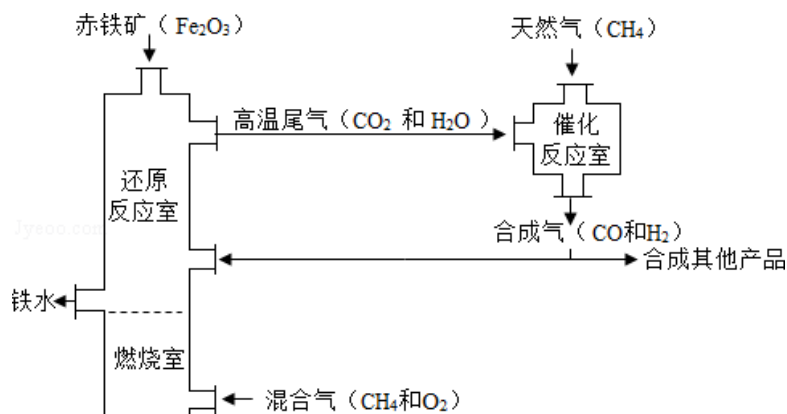 赤铁矿（Fe₂O₃）
天然气（CH₄）
高温尾气（CO₂ 和 H₂O ）
催化
反应室
还原
反应室
Jyeoo.com
合成气（CO和H₂）
合成其他产品
铁水
燃烧室
混合气（CH₄和O₂）